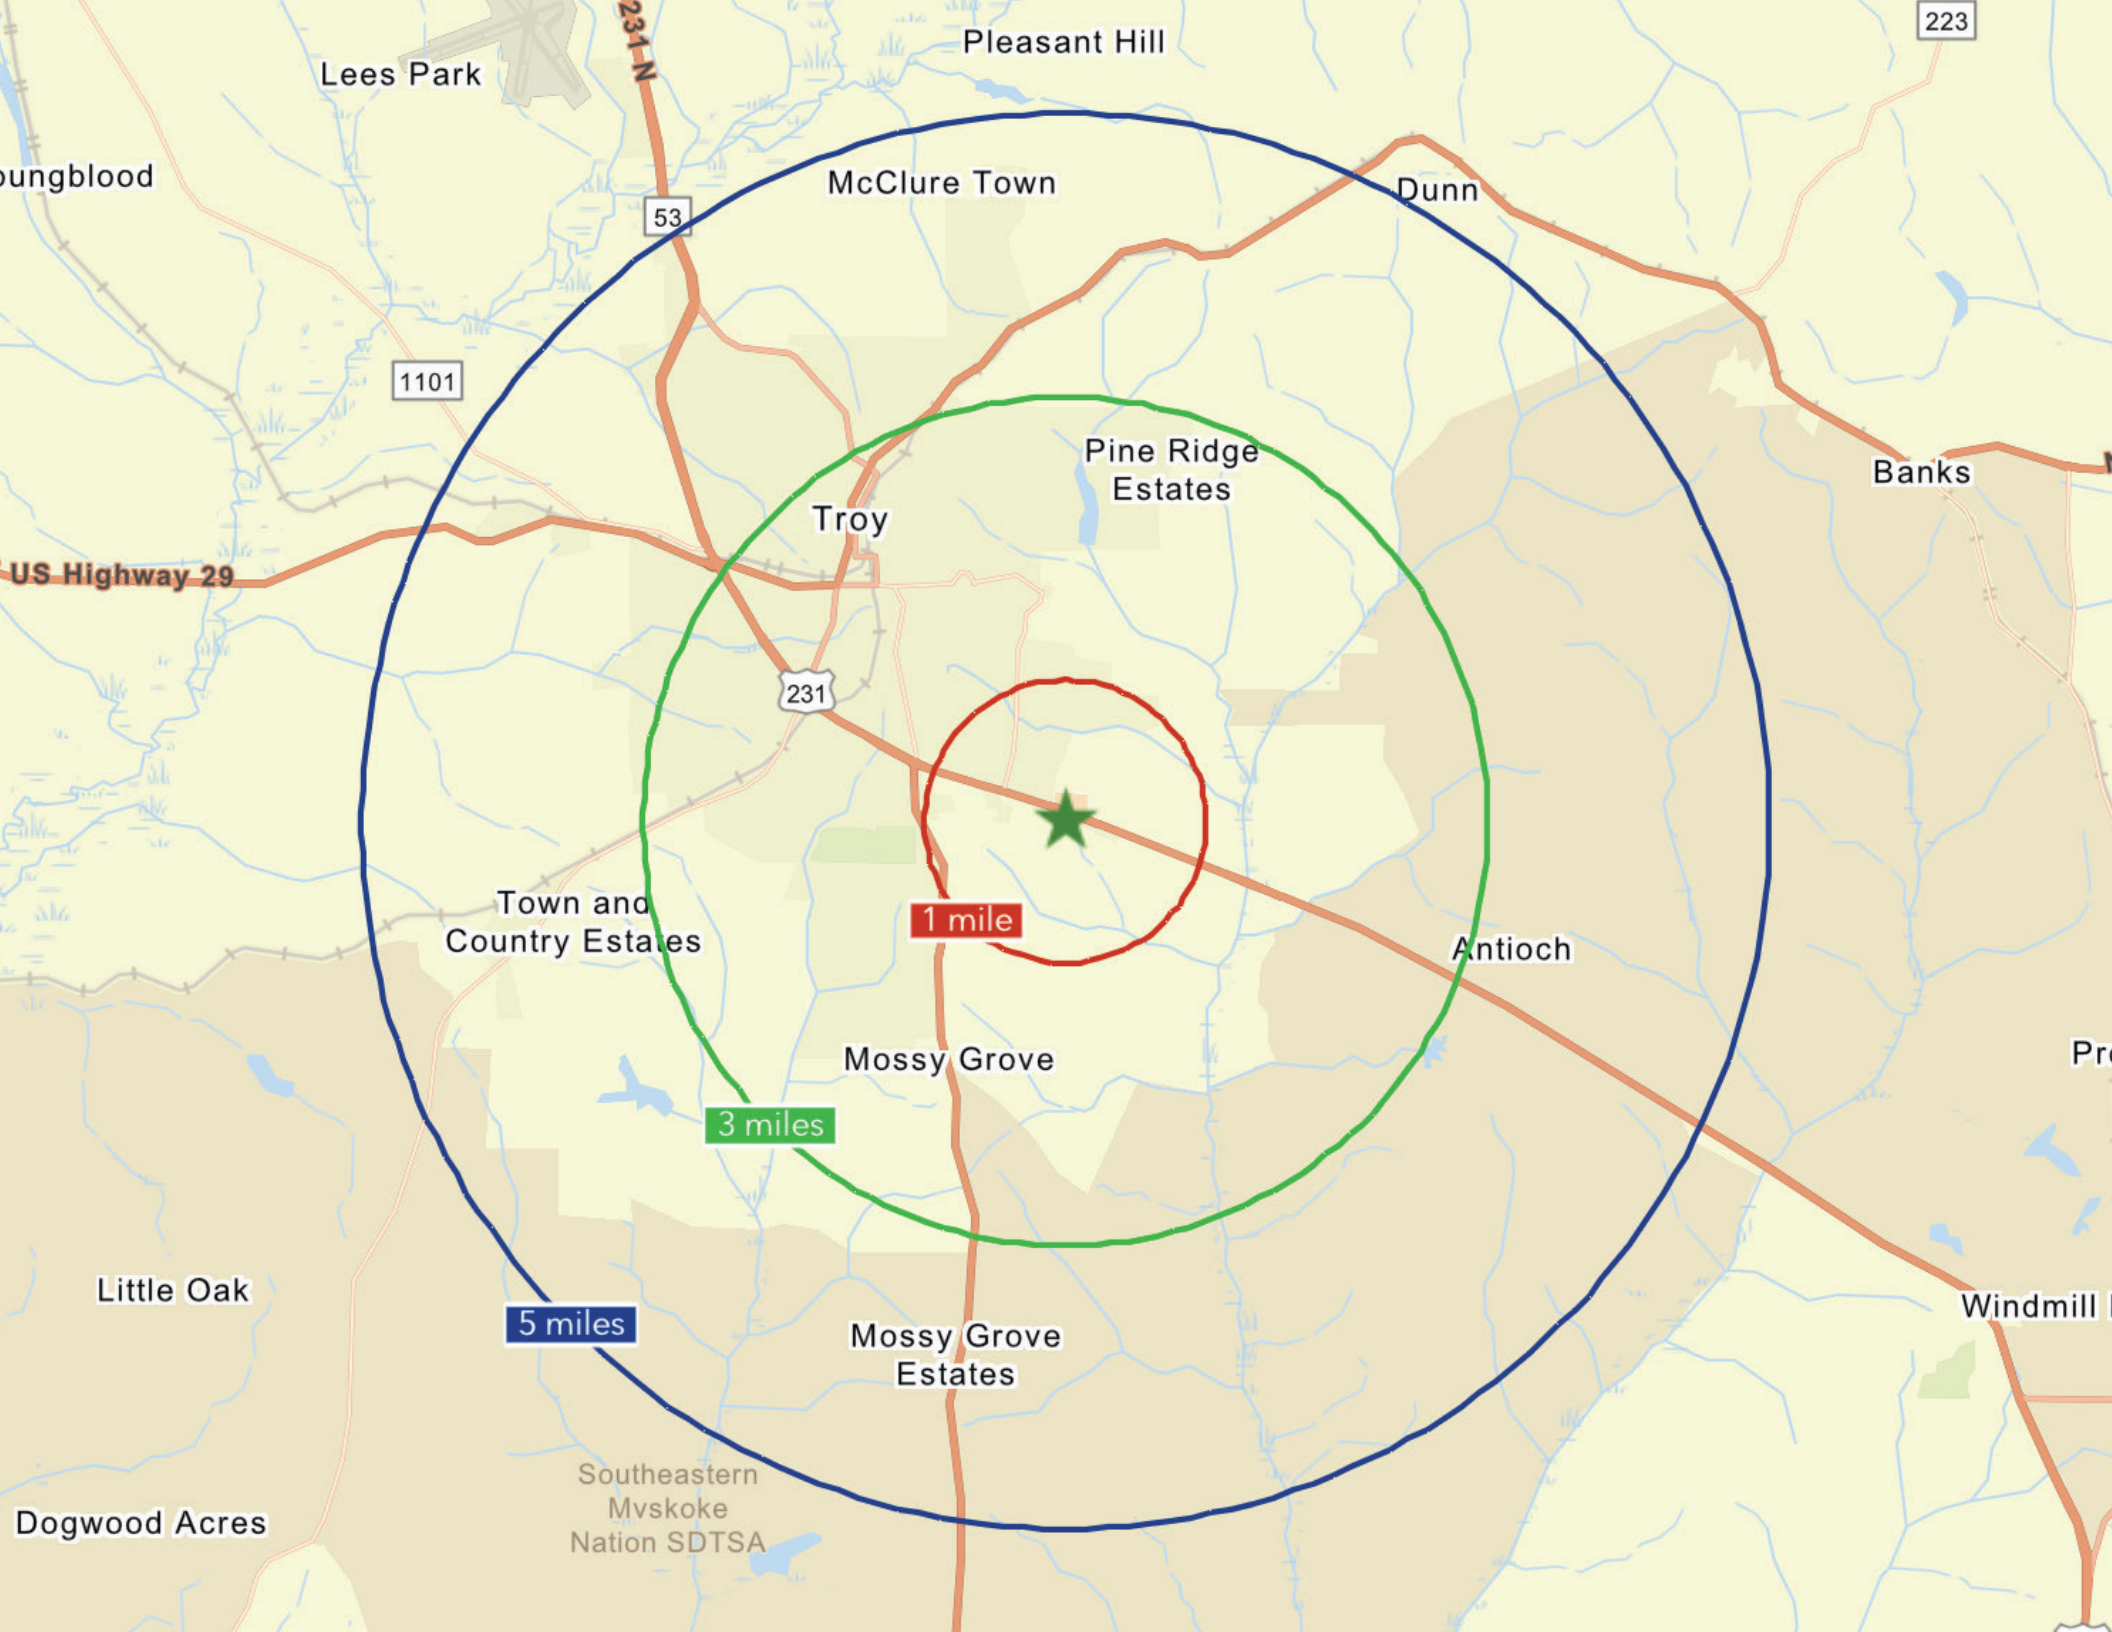 231 N
223
Pleasant Hill
Lees Park
oungblood
McClure Town
Dunn
53
1101
Pine Ridge
Estates
Banks
N
Troy
US Highway 29
231
Town and
Country Estates
1 mile
Antioch
Mossy Grove
Pro
3 miles
Little Oak
5 miles
Windmill
Mossy Grove
Estates
Southeastern
Mvskoke
Nation SDTSA
Dogwood Acres